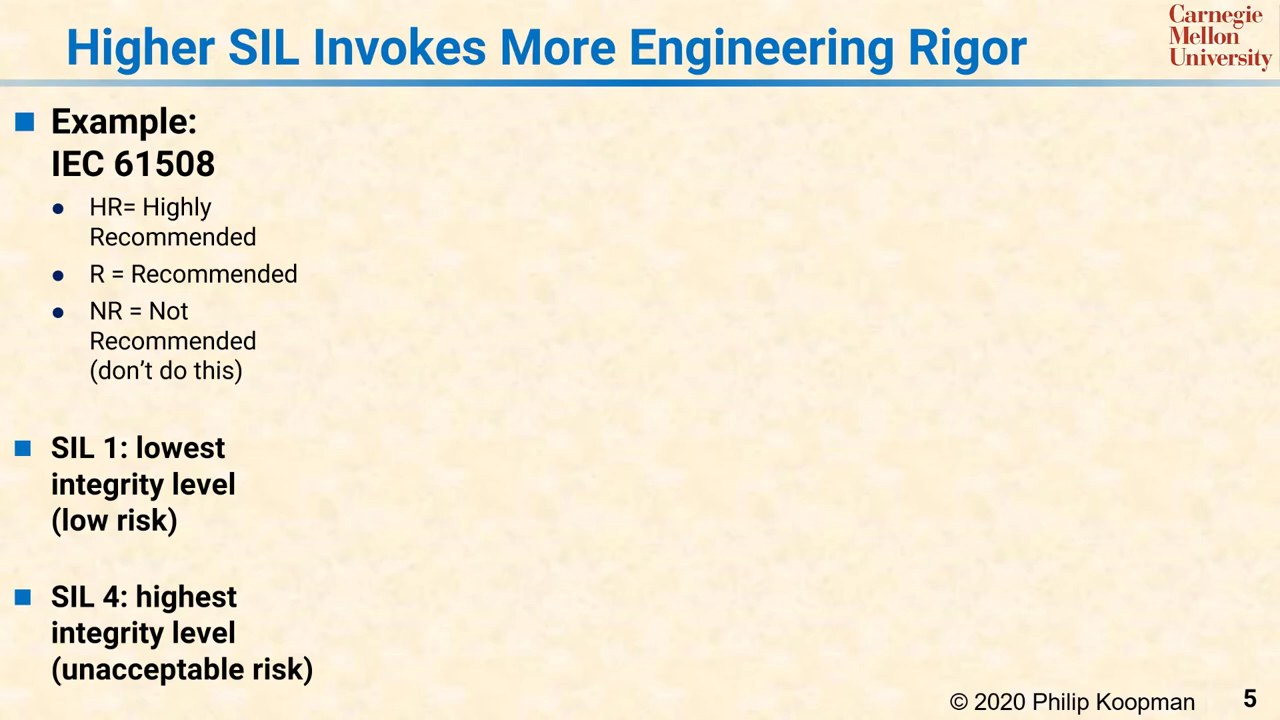 Higher SIL Invokes More Engineering Rigor
Carnegie
Mellon
University
Example:
IEC 61508
HR= Highly
Recommended
R = Recommended
NR = Not
Recommended
(don’t do this)
SIL 1: lowest
integrity level
(low risk)
SIL 4: highest
integrity level
(unacceptable risk)
© 2020 Philip Koopman
5